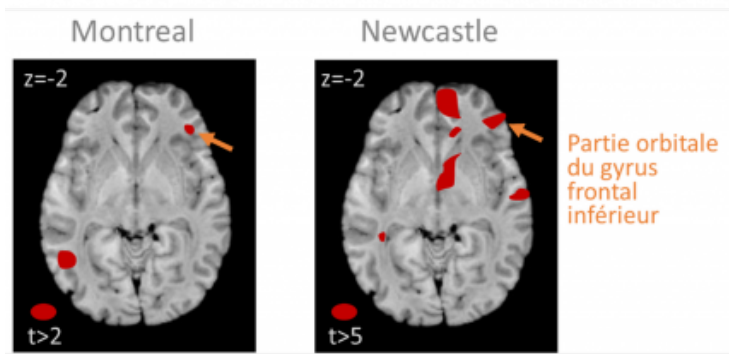 Montreal
Newcastle
z=-2
z=-2
Partie orbitale
du gyrus
frontal
inférieur
t>2
t>5